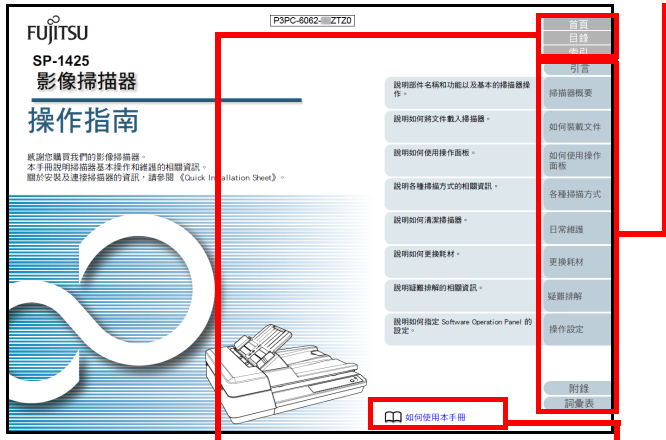 FUJITSU
P3PC-6062- ZTZ0
SP-1425
影像掃描器
操作指南
感謝您購買我們的影像掃描器。
本手冊說明掃描器基本操作和維護的相關資訊。
關於安裝及連接掃描器的資訊，請參閱 《Quick In allation Sheet》。
首頁
目錄
索引
引言
說明部件名稱和功能以及基本的掃描器操
作。
掃描器概要
說明如何將文件載入掃描器。
如何裝載文件
說明如何使用操作面板。
如何使用操作
面板
說明各種掃描方式的相關資訊。
各種掃描方式
說明如何清潔掃描器。
日常維護
說明如何更換耗材。
更換耗材
說明疑難排解的相關資訊。
疑難排解
說明如何指定 Software Operation Panel 的
設定。
操作設定
附錄
詞彙表
如何使用本手冊